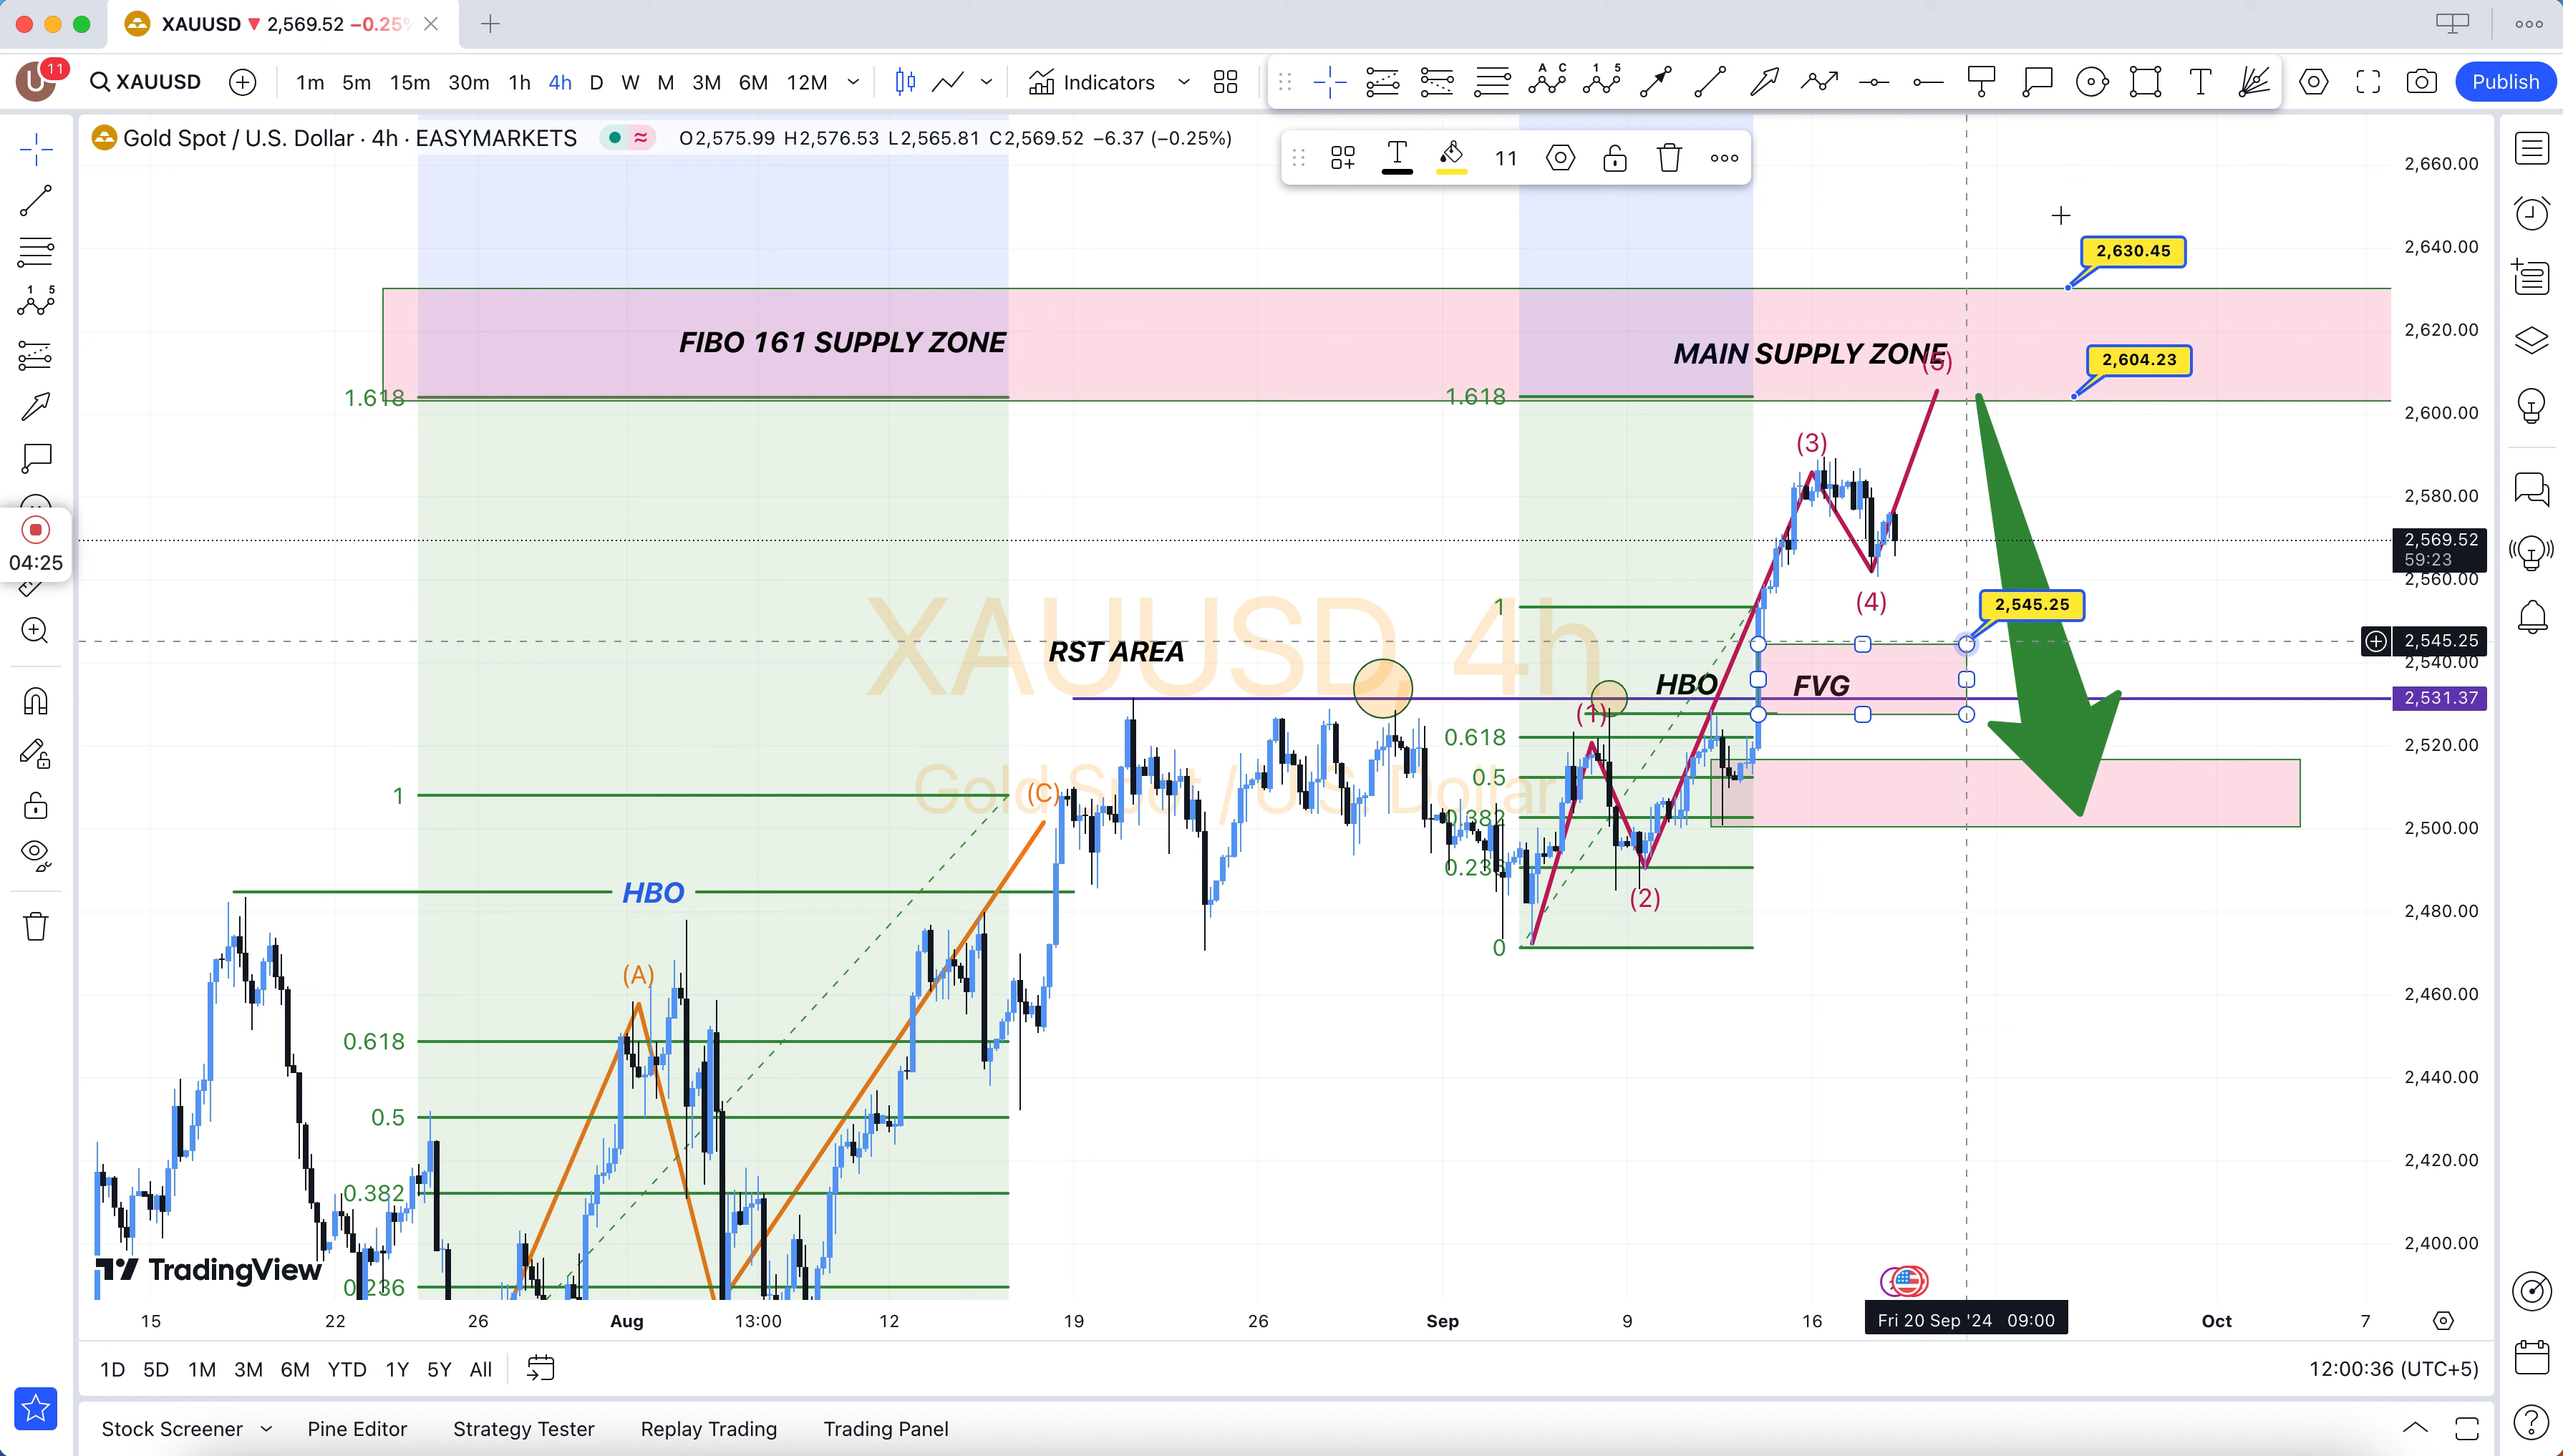 XAUUSD ▼ 2,569.52 −0.25%
U 11 XAUUSD 1m 5m 15m 30m 1h 4h D W M 3M 6M 12M Indicators Publish
Gold Spot / U.S. Dollar · 4h · EASYMARKETS O2,575.99 H2,576.53 L2,565.81 C2,569.52 −6.37 (−0.25%)
T 11
04:25
XAUUSD, 4h
Gold Spot / U.S. Dollar
2,630.45
FIBO 161 SUPPLY ZONE
MAIN SUPPLY ZONE
(5)
2,604.23
1.618
1.618
(3)
(4)
1
2,545.25
RST AREA
HBO
FVG
(1)
0.618
0.5
0.382
0.236
0
(2)
1
(C)
HBO
(A)
0.618
0.5
0.382
0.236
TradingView
2,660.00
2,640.00
2,620.00
2,600.00
2,580.00
2,569.52
59:23
2,560.00
2,545.25
2,540.00
2,531.37
2,520.00
2,500.00
2,480.00
2,460.00
2,440.00
2,420.00
2,400.00
15 22 26 Aug 13:00 12 19 26 Sep 9 16 Fri 20 Sep '24 09:00 Oct 7
1D 5D 1M 3M 6M YTD 1Y 5Y All 12:00:36 (UTC+5)
Stock Screener Pine Editor Strategy Tester Replay Trading Trading Panel